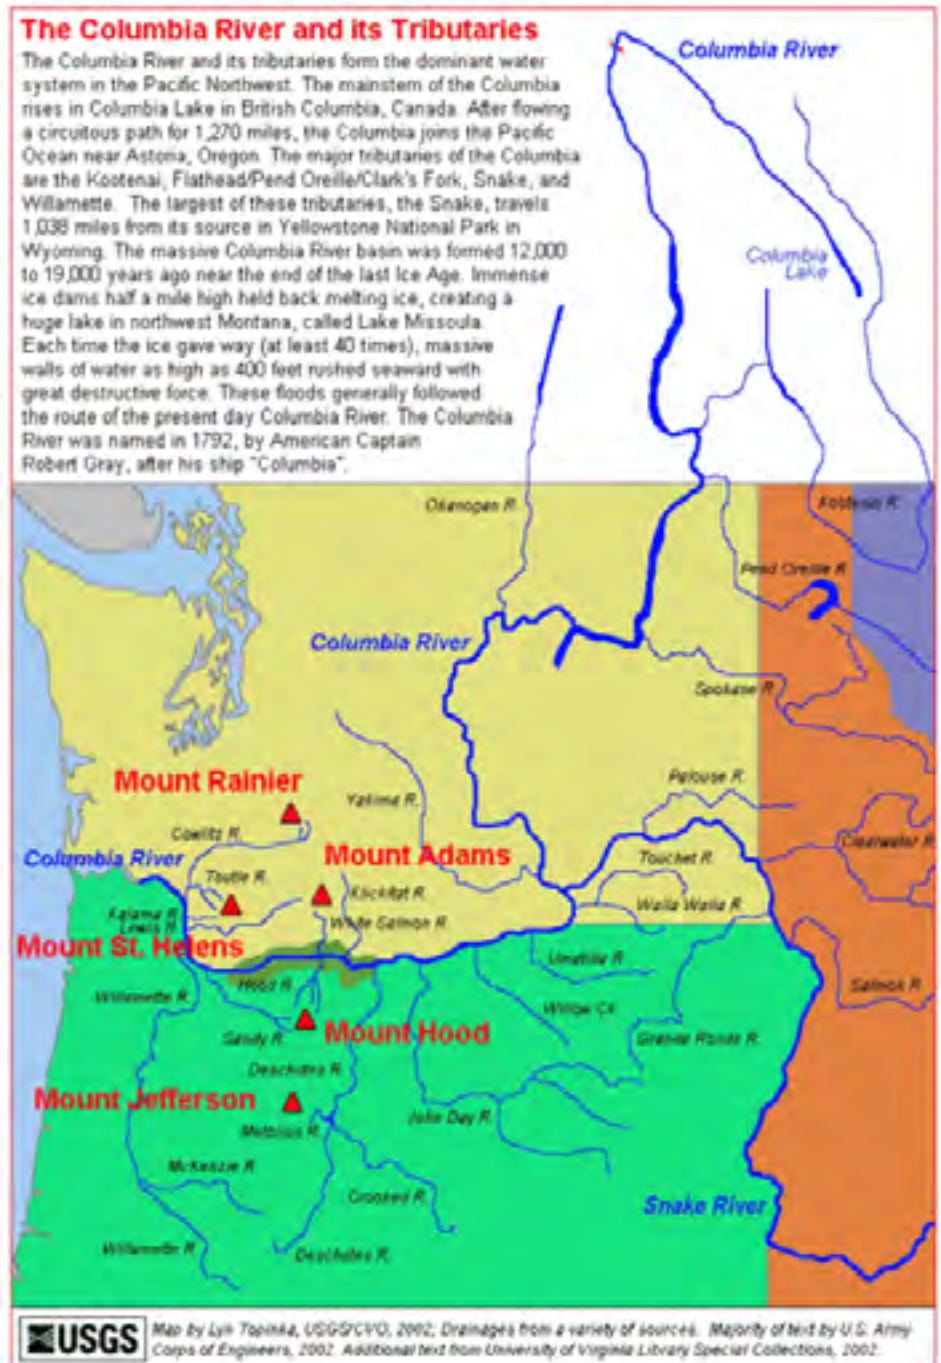 The Columbia River and its Tributaries
The Columbia River and its tributaries form the dominant water
system in the Pacific Northwest. The mainstem of the Columbia
rises in Columbia Lake in British Columbia, Canada. After flowing
a circuitous path for 1,270 miles, the Columbia joins the Pacific
Ocean near Astoria, Oregon. The major tributaries of the Columbia
are the Kootenai, Flathead/Pend Oreille/Clark's Fork, Snake, and
Willamette. The largest of these tributaries, the Snake, travels
1,038 miles from its source in Yellowstone National Park in
Wyoming. The massive Columbia River basin was formed 12,000
to 19,000 years ago near the end of the last Ice Age. Immense
ice dams half a mile high held back melting ice, creating a
huge lake in northwest Montana, called Lake Missoula.
Each time the ice gave way (at least 40 times), massive
walls of water as high as 400 feet rushed seaward with
great destructive force. These floods generally followed
the route of the present day Columbia River. The Columbia
River was named in 1792, by American Captain
Robert Gray, after his ship "Columbia".
Columbia River
Columbia
Lake
Okanogan R.
Kootenai R.
Pend Oreille R.
Columbia River
Spokane R.
Mount Rainier
Palouse R.
Yakima R.
Cowlitz R.
Clearwater R.
Columbia River
Mount Adams
Touchet R.
Toutle R.
Klickitat R.
Walla Walla R.
Kalama R.
Lewis R.
White Salmon R.
Mount St. Helens
Umatilla R.
Hood R.
Salmon R.
Willamette R.
Willow Ck.
Sandy R.
Mount Hood
Grande Ronde R.
Deschutes R.
Mount Jefferson
John Day R.
Metolius R.
McKenzie R.
Crooked R.
Snake River
Willamette R.
Deschutes R.
USGS
Map by Lyn Topinka, USGS/CVO, 2002; Drainages from a variety of sources. Majority of text by U.S. Army
Corps of Engineers, 2002. Additional text from University of Virginia Library Special Collections, 2002.